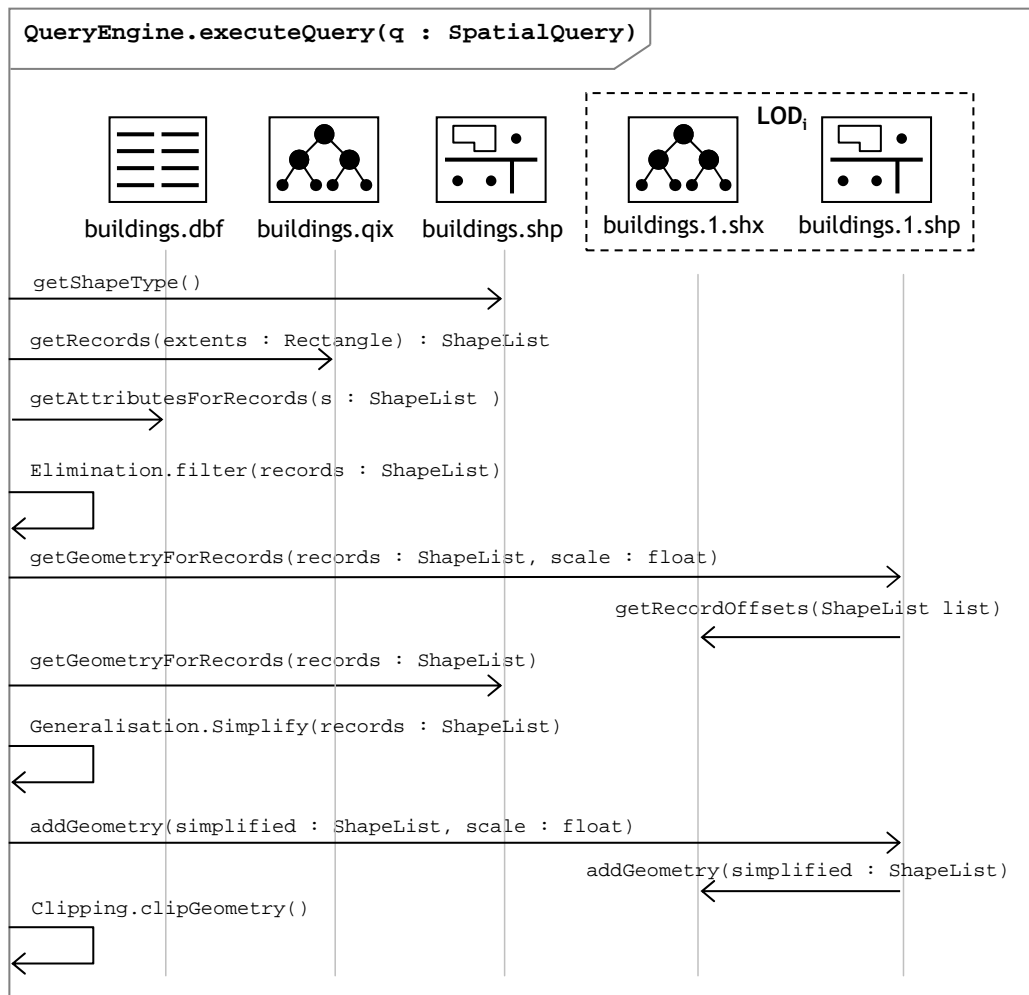 QueryEngine.executeQuery(q : SpatialQuery)
LODi
buildings.dbf
buildings.qix
buildings.shp
buildings.1.shx
buildings.1.shp
getShapeType()
getRecords(extents : Rectangle) : ShapeList
getAttributesForRecords(s : ShapeList )
Elimination.filter(records : ShapeList)
getGeometryForRecords(records : ShapeList, scale : float)
getRecordOffsets(ShapeList list)
getGeometryForRecords(records : ShapeList)
Generalisation.Simplify(records : ShapeList)
addGeometry(simplified : ShapeList, scale : float)
addGeometry(simplified : ShapeList)
Clipping.clipGeometry()